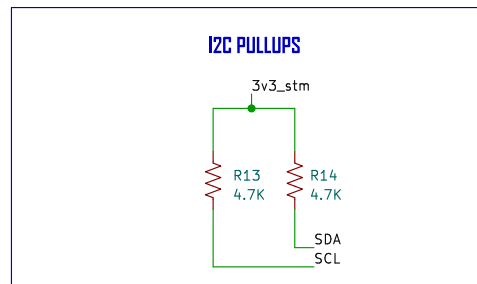 I2C PULLUPS
3v3_stm
R13
4.7K
R14
4.7K
SDA
SCL